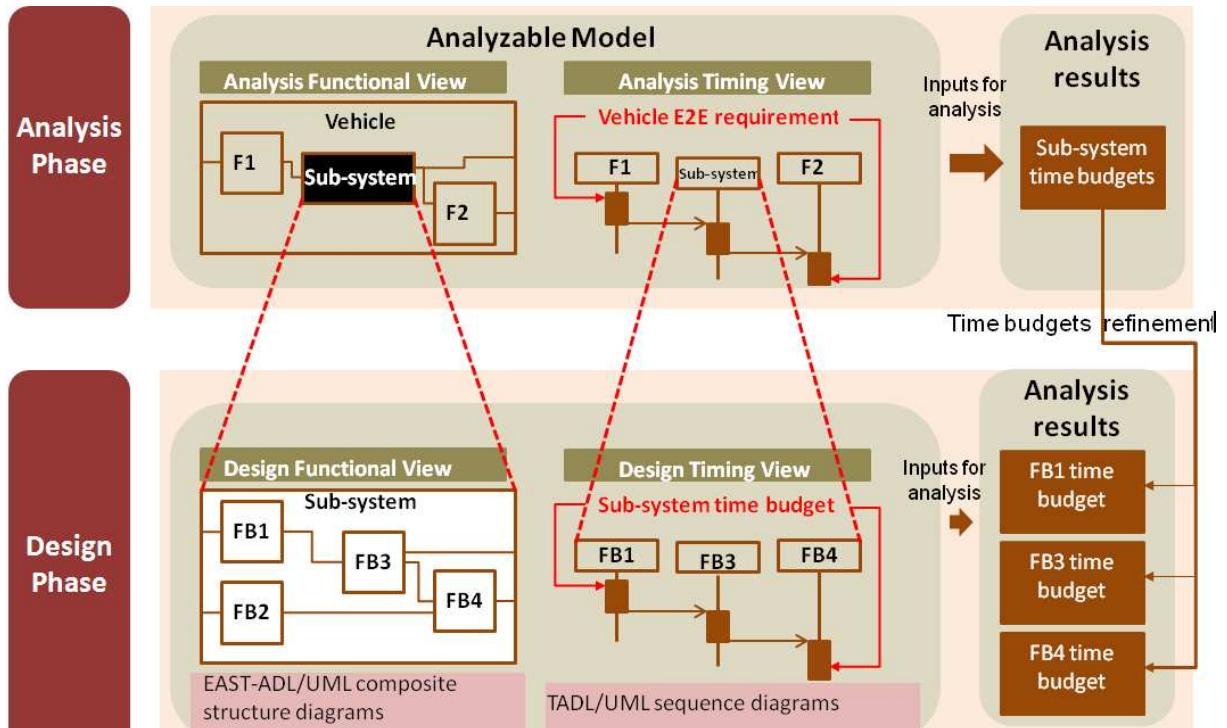 Analysis
Phase
Analyzable Model
Analysis Functional View
Vehicle
F1
Sub-system
F2
Analysis Timing View
Vehicle E2E requirement
F1
Sub-system
F2
Inputs for
analysis
Analysis
results
Sub-system
time budgets
Time budgets refinement
Design
Phase
Design Functional View
Sub-system
FB1
FB3
FB2
FB4
EAST-ADL/UML composite
structure diagrams
Design Timing View
Sub-system time budget
FB1
FB3
FB4
TADL/UML sequence diagrams
Inputs for
analysis
Analysis
results
FB1 time
budget
FB3 time
budget
FB4 time
budget